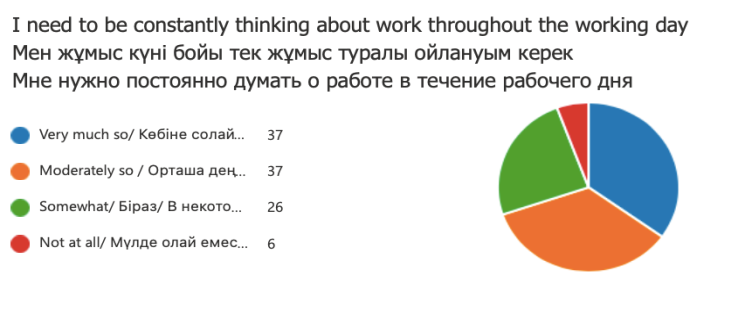 I need to be constantly thinking about work throughout the working day
Мен жұмыс күні бойы тек жұмыс туралы ойлануым керек
Мне нужно постоянно думать о работе в течение рабочего дня
Very much so/ Көбіне солай... 37
Moderately so / Орташа дең... 37
Somewhat/ Біраз/ В некото... 26
Not at all/ Мүлде олай емес... 6